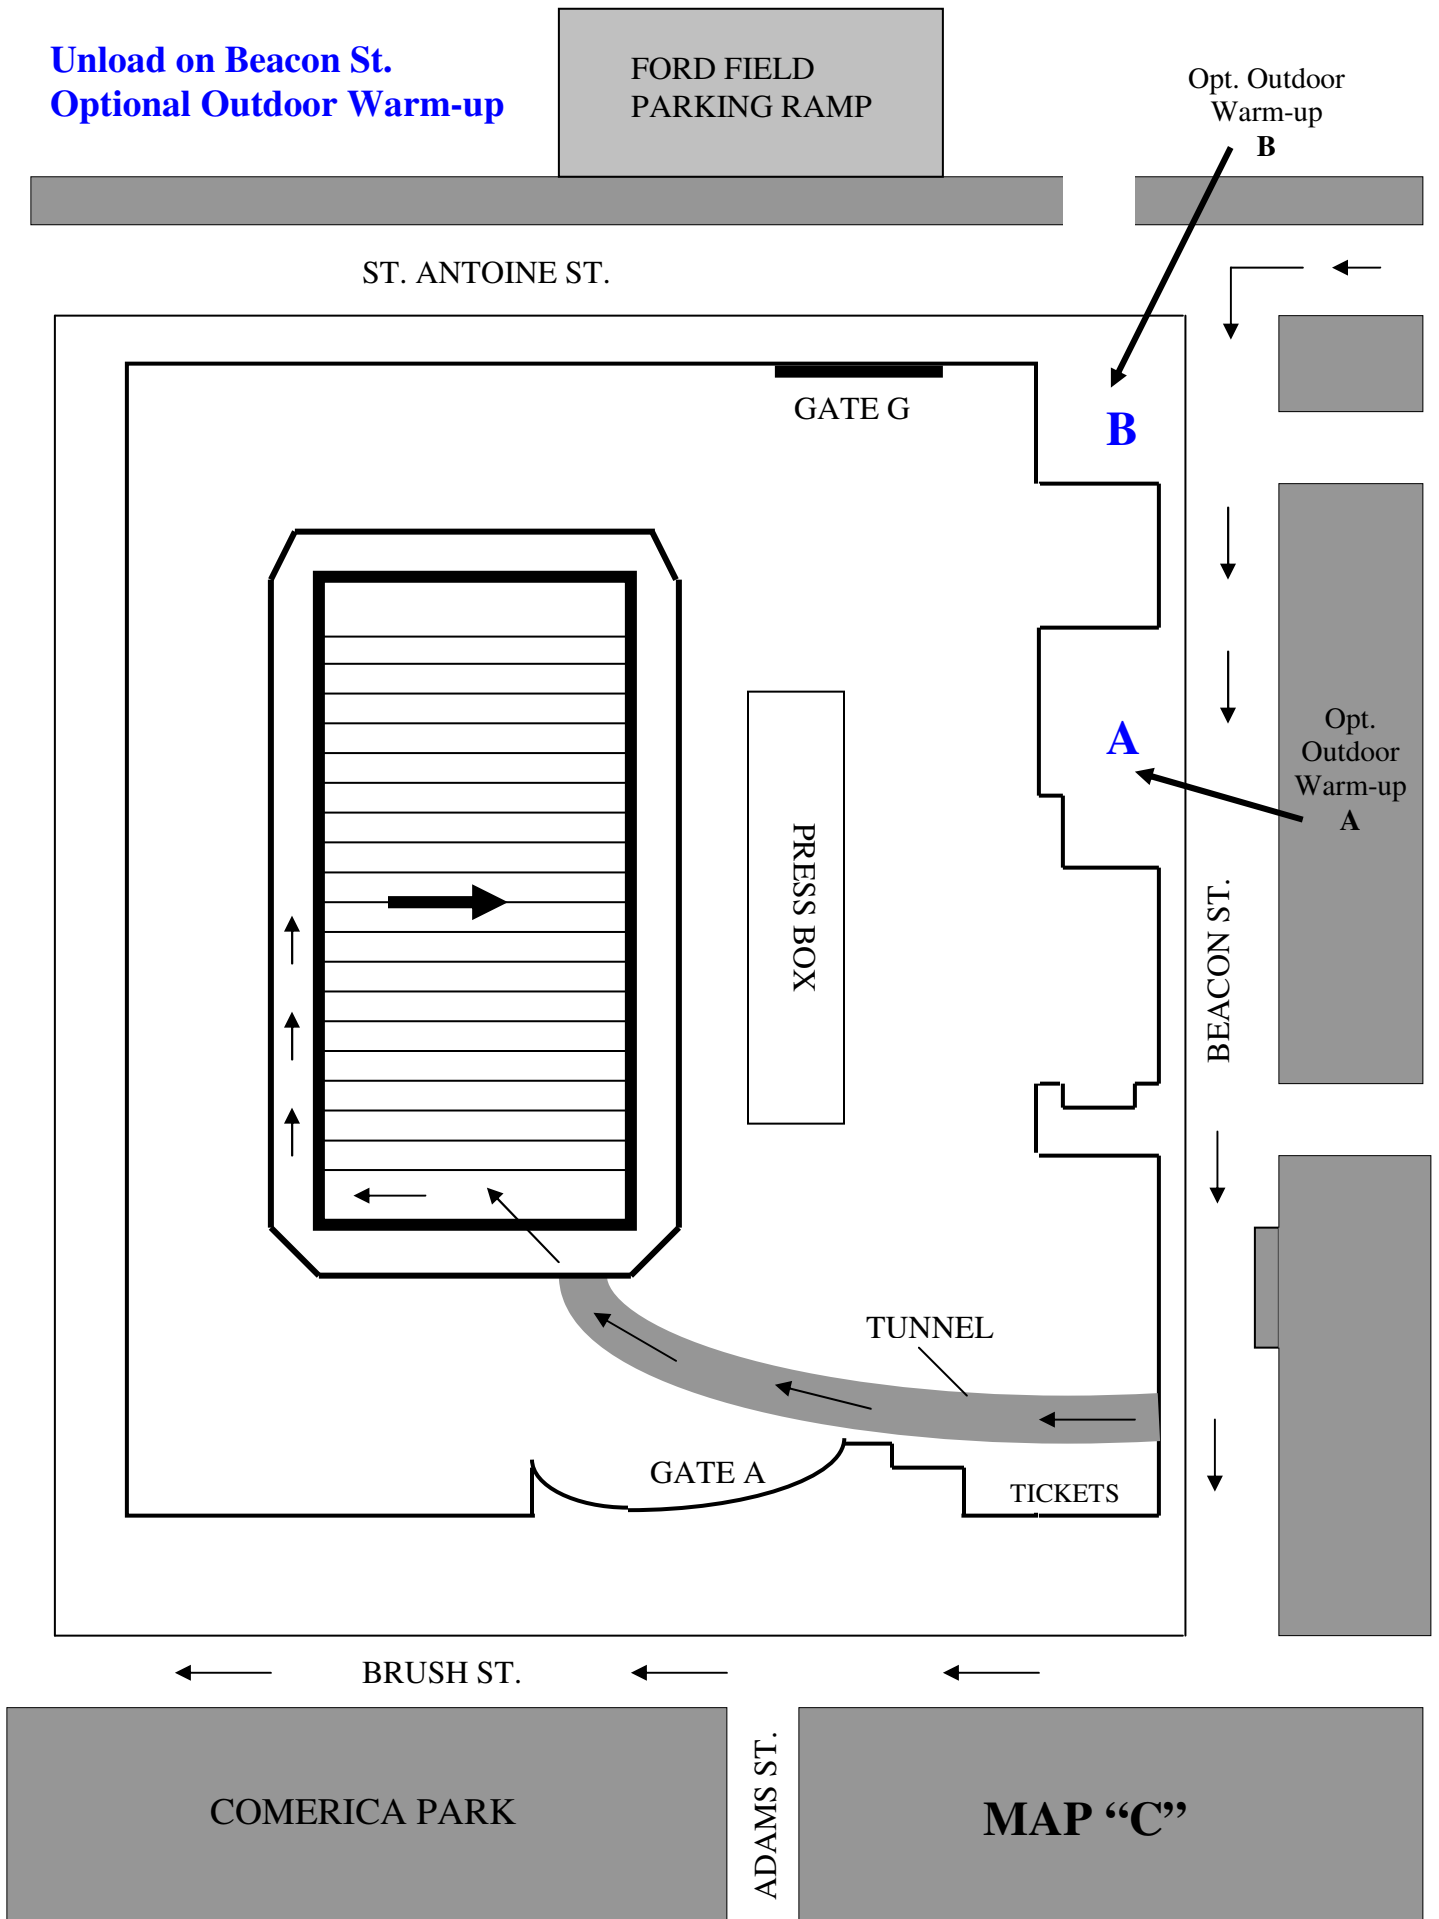 Unload on Beacon St.
Optional Outdoor Warm-up
FORD FIELD
PARKING RAMP
Opt. Outdoor
Warm-up
B
ST. ANTOINE ST.
GATE G
B
A
Opt.
Outdoor
Warm-up
A
PRESS BOX
BEACON ST.
TUNNEL
GATE A
TICKETS
BRUSH ST.
COMERICA PARK
ADAMS ST.
MAP “C”